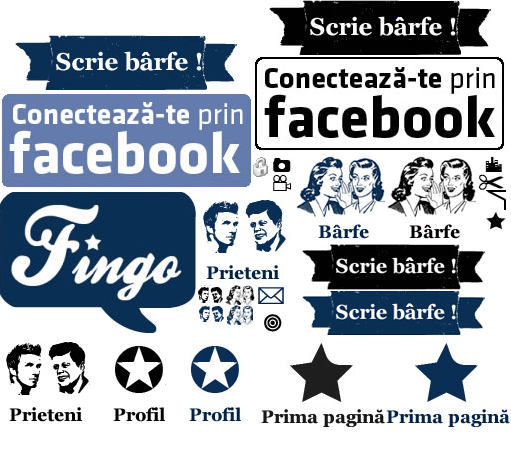 Scrie bârfe !
Scrie bârfe !
Conectează-te prin
facebook
Conectează-te prin
facebook
Fingo
Prieteni
Bârfe
Bârfe
Scrie bârfe !
Scrie bârfe !
Prieteni
Profil
Profil
Prima pagină
Prima pagină